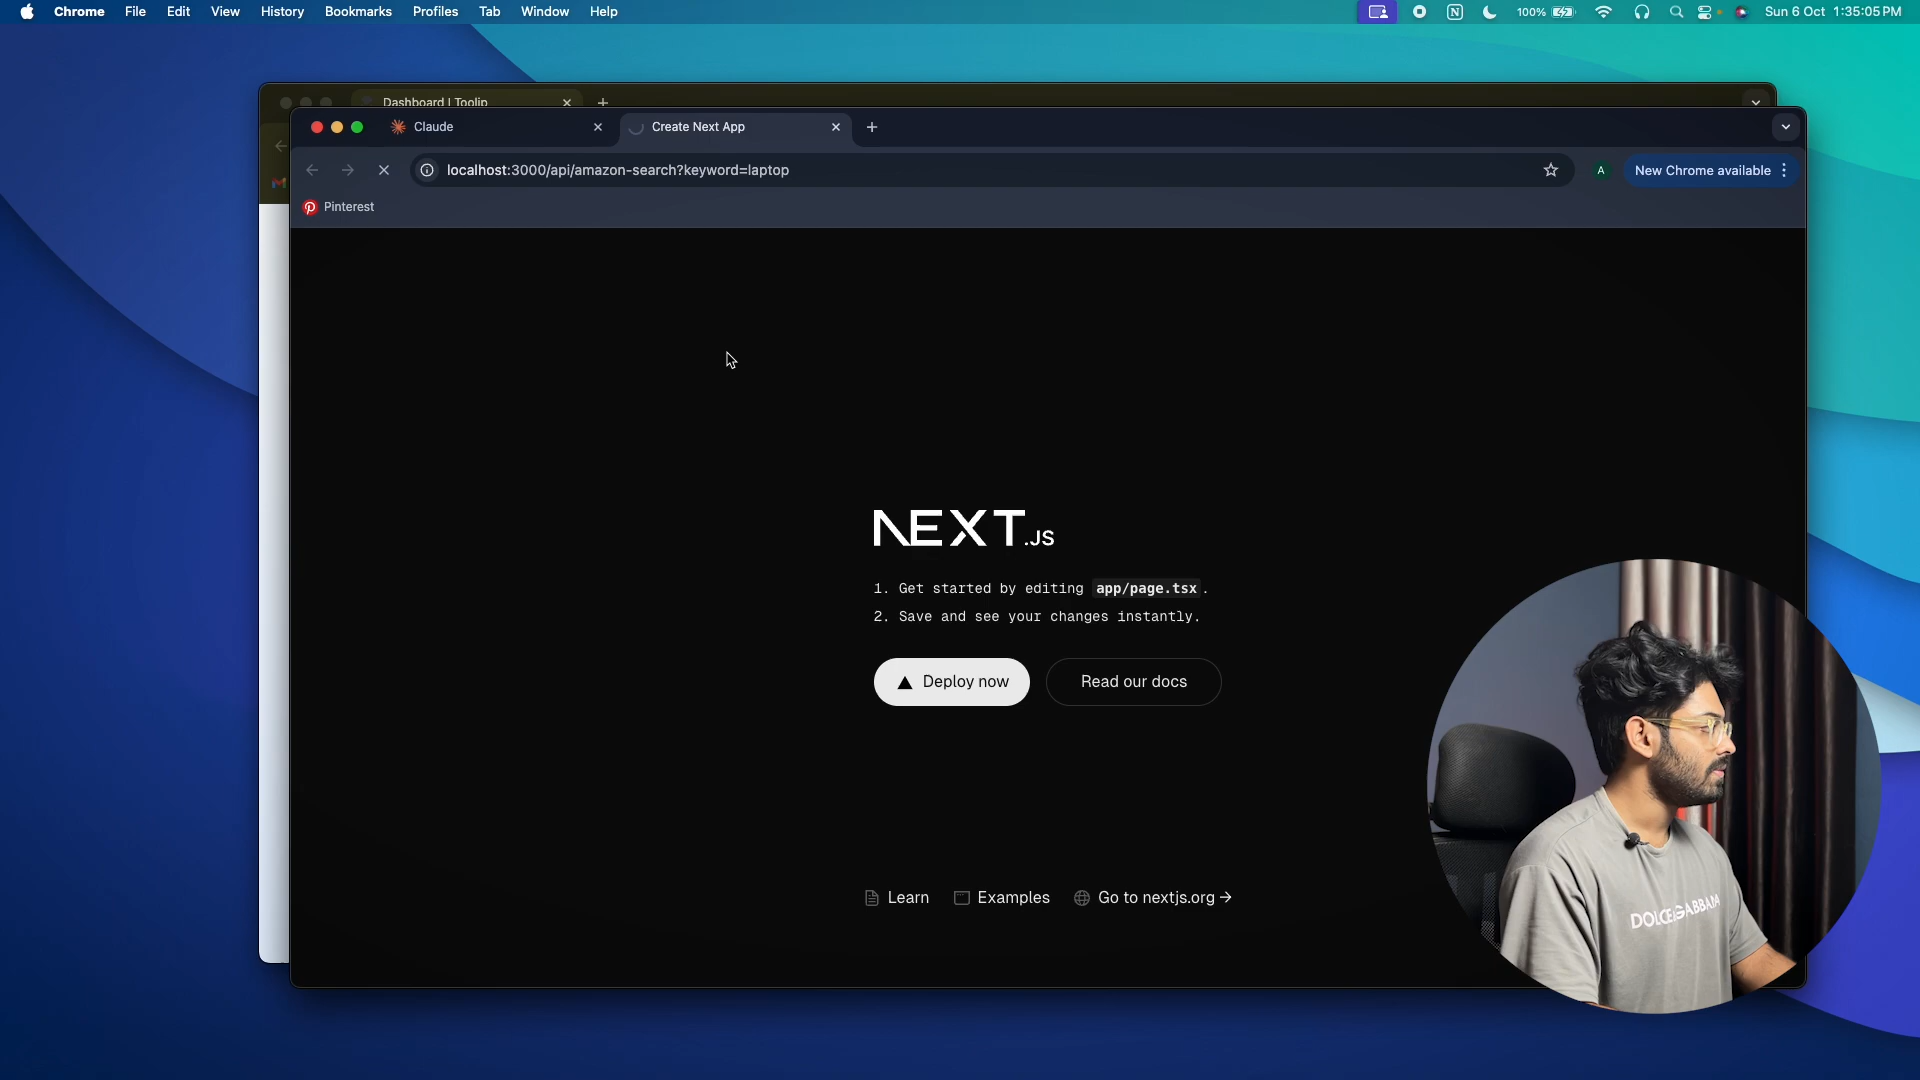 Chrome File Edit View History Bookmarks Profiles Tab Window Help
100% Sun 6 Oct 1:35:05 PM
Dashboard | Toolip
Claude
Create Next App
localhost:3000/api/amazon-search?keyword=laptop
A
New Chrome available
Pinterest
NEXT.JS
1. Get started by editing app/page.tsx.
2. Save and see your changes instantly.
Deploy now
Read our docs
Learn
Examples
Go to nextjs.org →
DOLCE&GABBANA